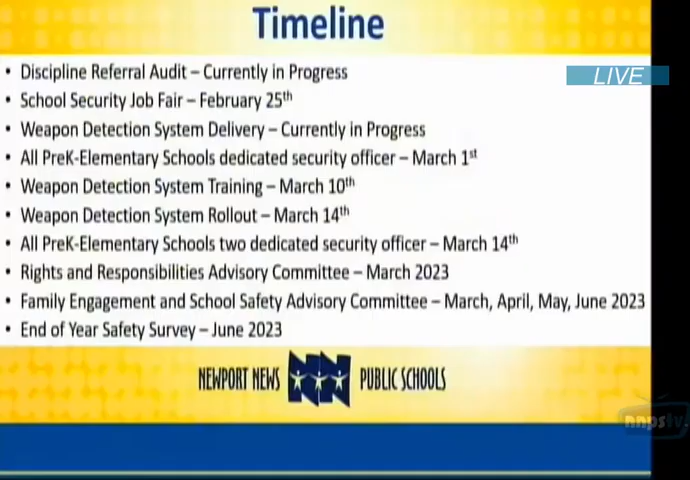 Timeline
• Discipline Referral Audit – Currently in Progress
LIVE
• School Security Job Fair – February 25th
• Weapon Detection System Delivery – Currently in Progress
• All PreK-Elementary Schools dedicated security officer – March 1st
• Weapon Detection System Training – March 10th
• Weapon Detection System Rollout – March 14th
• All PreK-Elementary Schools two dedicated security officer – March 14th
• Rights and Responsibilities Advisory Committee – March 2023
• Family Engagement and School Safety Advisory Committee – March, April, May, June 2023
• End of Year Safety Survey – June 2023
NEWPORT NEWS NN PUBLIC SCHOOLS
nnpstv